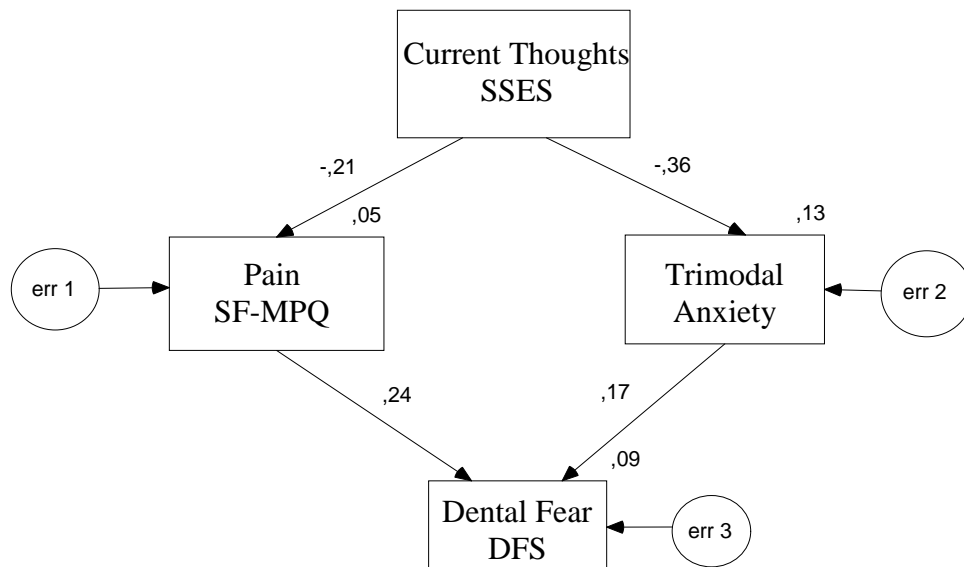 Current Thoughts
SSES
-,21
-,36
,05
,13
err 1
Pain
SF-MPQ
Trimodal
Anxiety
err 2
,24
,17
,09
Dental Fear
DFS
err 3